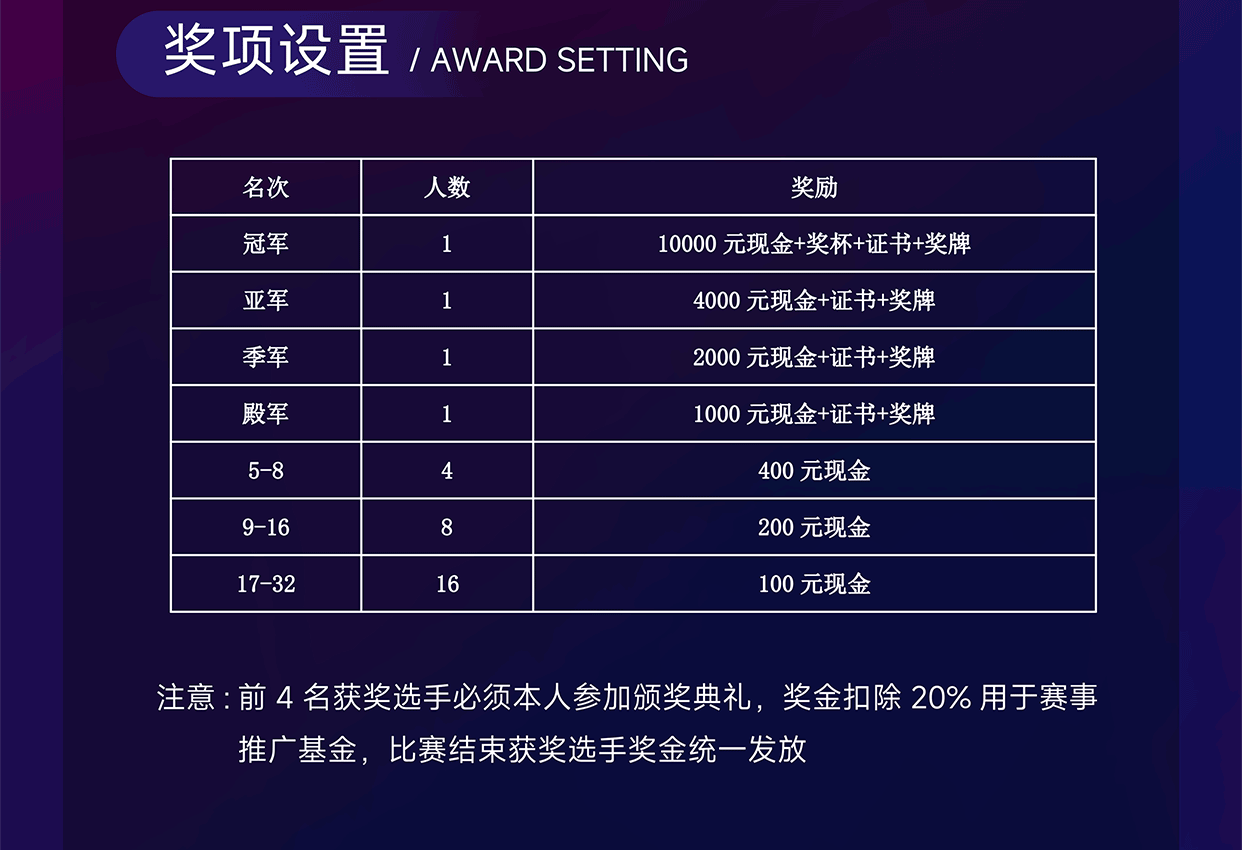 奖项设置 / AWARD SETTING
名次 人数 奖励
冠军 1 10000 元现金+奖杯+证书+奖牌
亚军 1 4000 元现金+证书+奖牌
季军 1 2000 元现金+证书+奖牌
殿军 1 1000 元现金+证书+奖牌
5-8 4 400 元现金
9-16 8 200 元现金
17-32 16 100 元现金
注意：前 4 名获奖选手必须本人参加颁奖典礼，奖金扣除 20% 用于赛事
推广基金，比赛结束获奖选手奖金统一发放